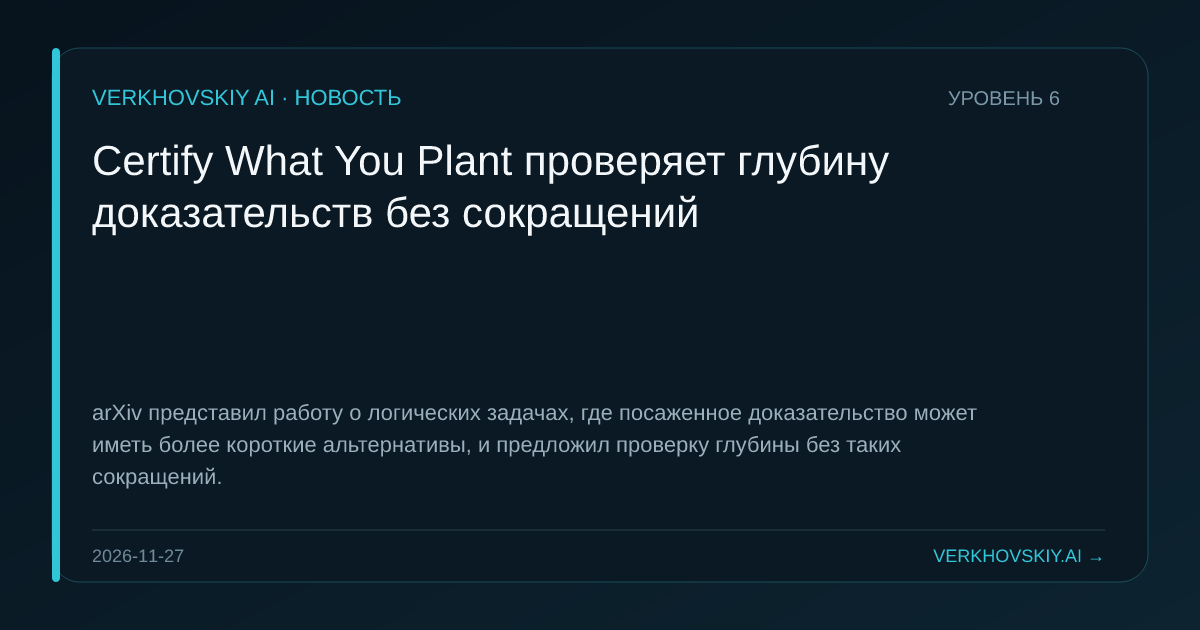 VERKHOVSKIY AI · НОВОСТЬ
УРОВЕНЬ 6
Certify What You Plant проверяет глубину
доказательств без сокращений
arXiv представил работу о логических задачах, где посаженное доказательство может
иметь более короткие альтернативы, и предложил проверку глубины без таких
сокращений.
2026-11-27
VERKHOVSKIY.AI →